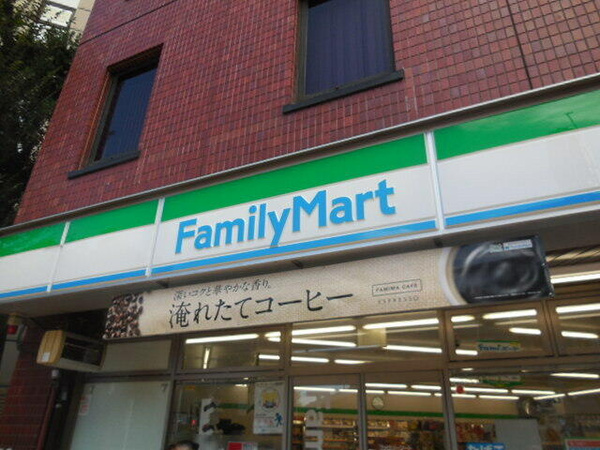 FamilyMart
深いコクと華やかな香り。
淹れたてコーヒー
FAMIMA CAFE
ESPRESSO
Fami